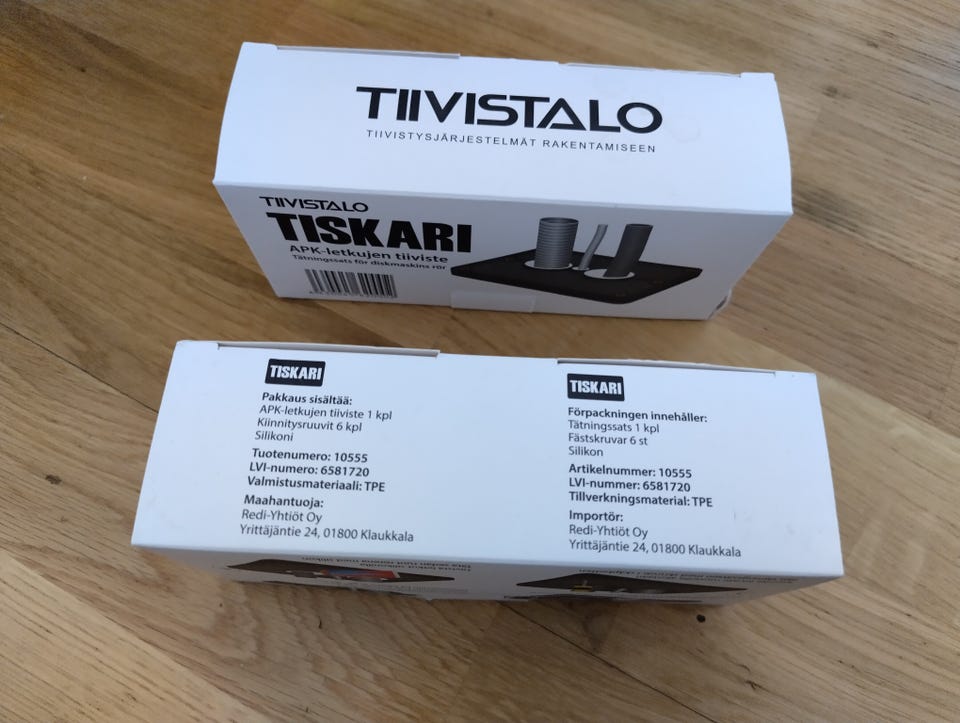 TIIVISTALO
TIIVISTYSJÄRJESTELMÄT RAKENTAMISEEN
TIIVISTALO
TISKARI
APK-letkujen tiiviste
Tätningssats för diskmaskins rör
TISKARI
Pakkaus sisältää:
APK-letkujen tiiviste 1 kpl
Kiinnitysruuvit 6 kpl
Silikoni
Tuotenumero: 10555
LVI-numero: 6581720
Valmistusmateriaali: TPE
Maahantuoja:
Redi-Yhtiöt Oy
Yrittäjäntie 24, 01800 Klaukkala
TISKARI
Förpackningen innehåller:
Tätningssats 1 kpl
Fästskruvar 6 st
Silikon
Artikelnummer: 10555
LVI-nummer: 6581720
Tillverkningsmaterial: TPE
Importör:
Redi-Yhtiöt Oy
Yrittäjäntie 24, 01800 Klaukkala